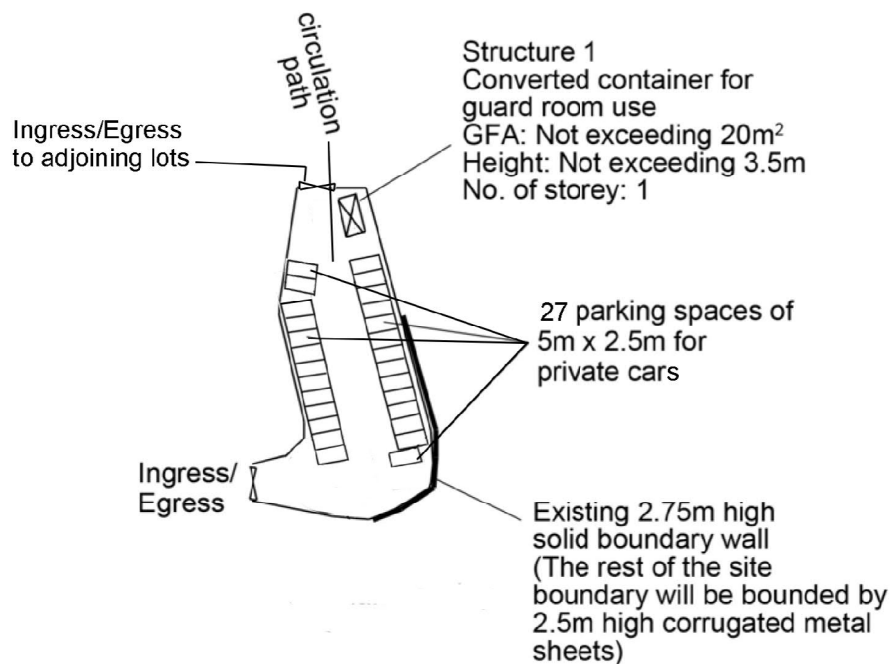 circulation
path
Structure 1
Converted container for
guard room use
GFA: Not exceeding 20m²
Height: Not exceeding 3.5m
No. of storey: 1
Ingress/Egress
to adjoining lots
27 parking spaces of
5m x 2.5m for
private cars
Ingress/
Egress
Existing 2.75m high
solid boundary wall
(The rest of the site
boundary will be bounded by
2.5m high corrugated metal
sheets)